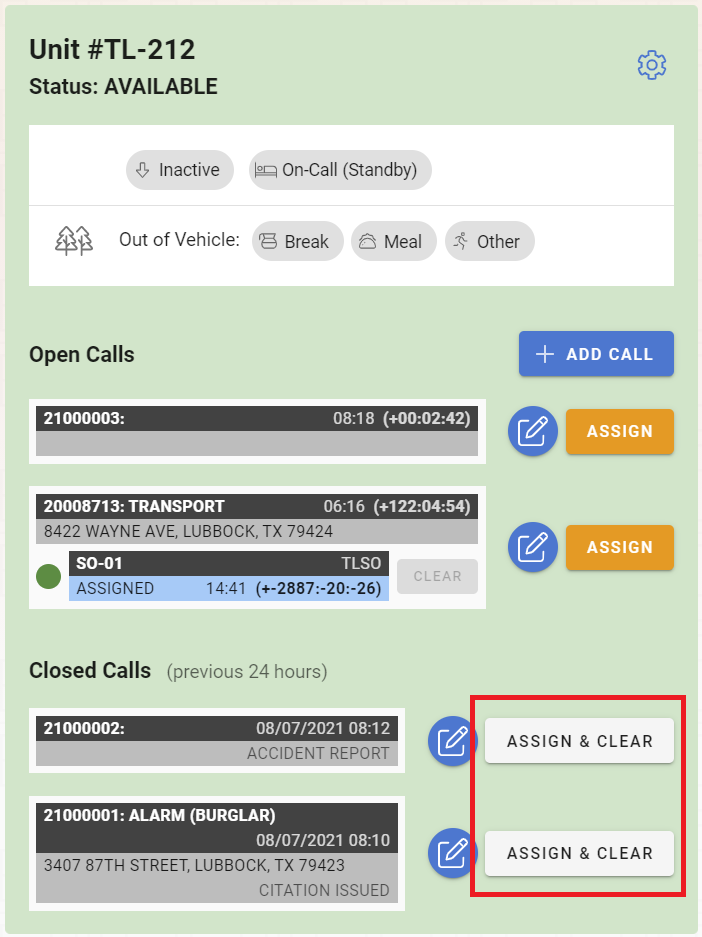 Unit #TL-212
Status: AVAILABLE
Inactive On-Call (Standby)
Out of Vehicle: Break Meal Other
Open Calls ADD CALL
21000003: 08:18 (+00:02:42)
ASSIGN
20008713: TRANSPORT 06:16 (+122:04:54)
8422 WAYNE AVE, LUBBOCK, TX 79424
ASSIGN
SO-01 TLSO
ASSIGNED 14:41 (+-2887:-20:-26)
CLEAR
Closed Calls (previous 24 hours)
21000002: 08/07/2021 08:12
ACCIDENT REPORT
ASSIGN & CLEAR
21000001: ALARM (BURGLAR)
08/07/2021 08:10
3407 87TH STREET, LUBBOCK, TX 79423
CITATION ISSUED
ASSIGN & CLEAR